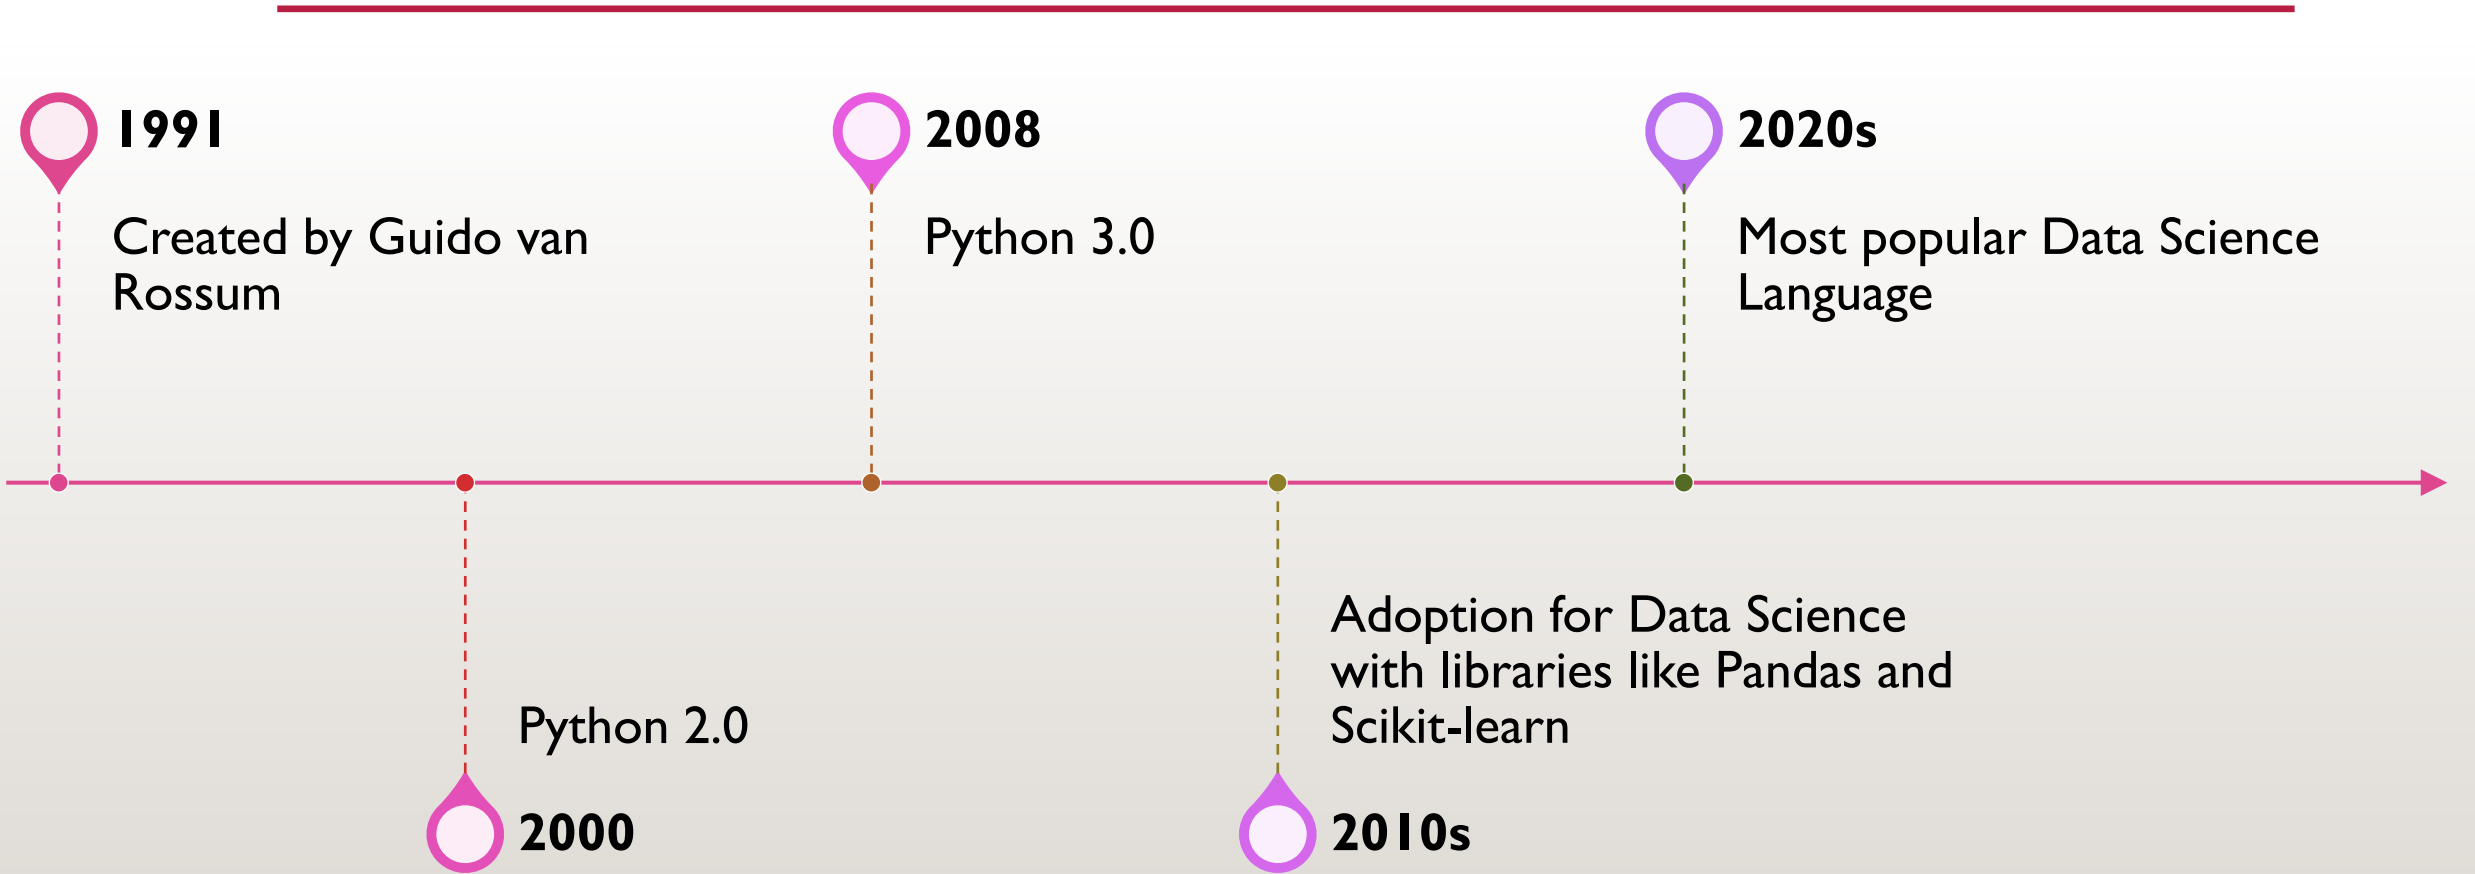 1991
Created by Guido van
Rossum
Python 2.0
2000
2008
Python 3.0
Adoption for Data Science
with libraries like Pandas and
Scikit-learn
2010s
2020s
Most popular Data Science
Language